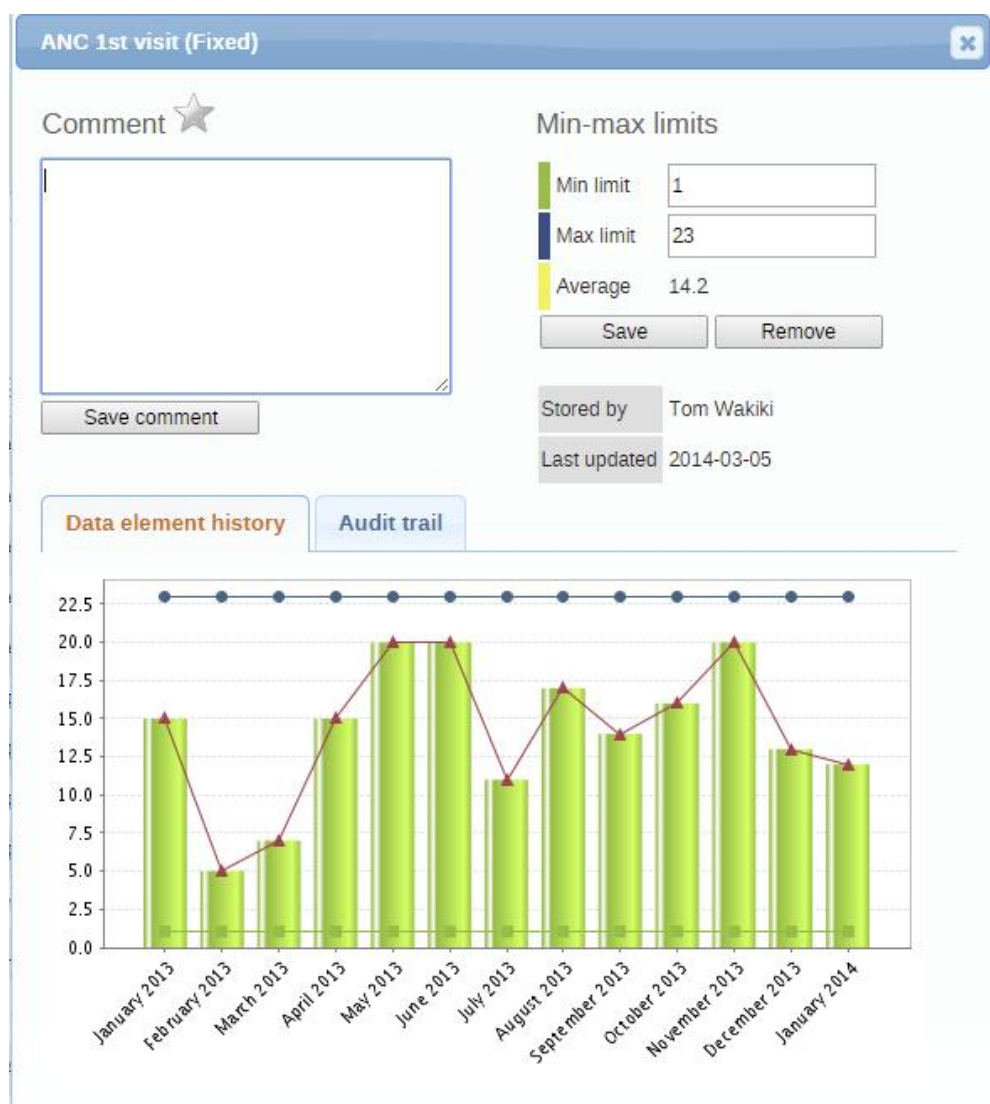 ANC 1st visit (Fixed)
Comment
Min-max limits
Min limit 1
Max limit 23
Average 14.2
Save Remove
Save comment
Stored by Tom Wakiki
Last updated 2014-03-05
Data element history Audit trail
22.5
20.0
17.5
15.0
12.5
10.0
7.5
5.0
2.5
0.0
January 2013
February 2013
March 2013
April 2013
May 2013
June 2013
July 2013
August 2013
September 2013
October 2013
November 2013
December 2013
January 2014